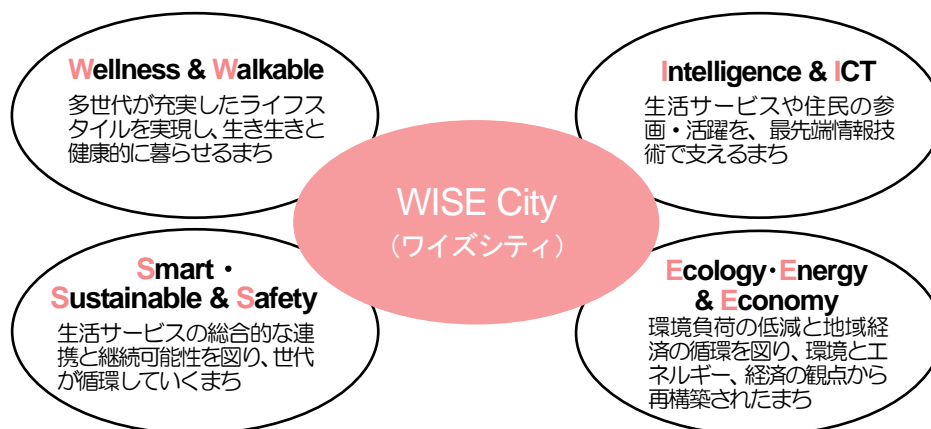 Wellness & Walkable
多世代が充実したライフス
タイルを実現し、生き生きと
健康的に暮らせるまち
Intelligence & ICT
生活サービスや住民の参
画・活躍を、最先端情報技
術で支えるまち
WISE City
（ワイズシティ）
Smart・
Sustainable & Safety
生活サービスの総合的な連
携と継続可能性を図り、世代
が循環していくまち
Ecology・Energy
& Economy
環境負荷の低減と地域経
済の循環を図り、環境とエ
ネルギー、経済の観点から
再構築されたまち